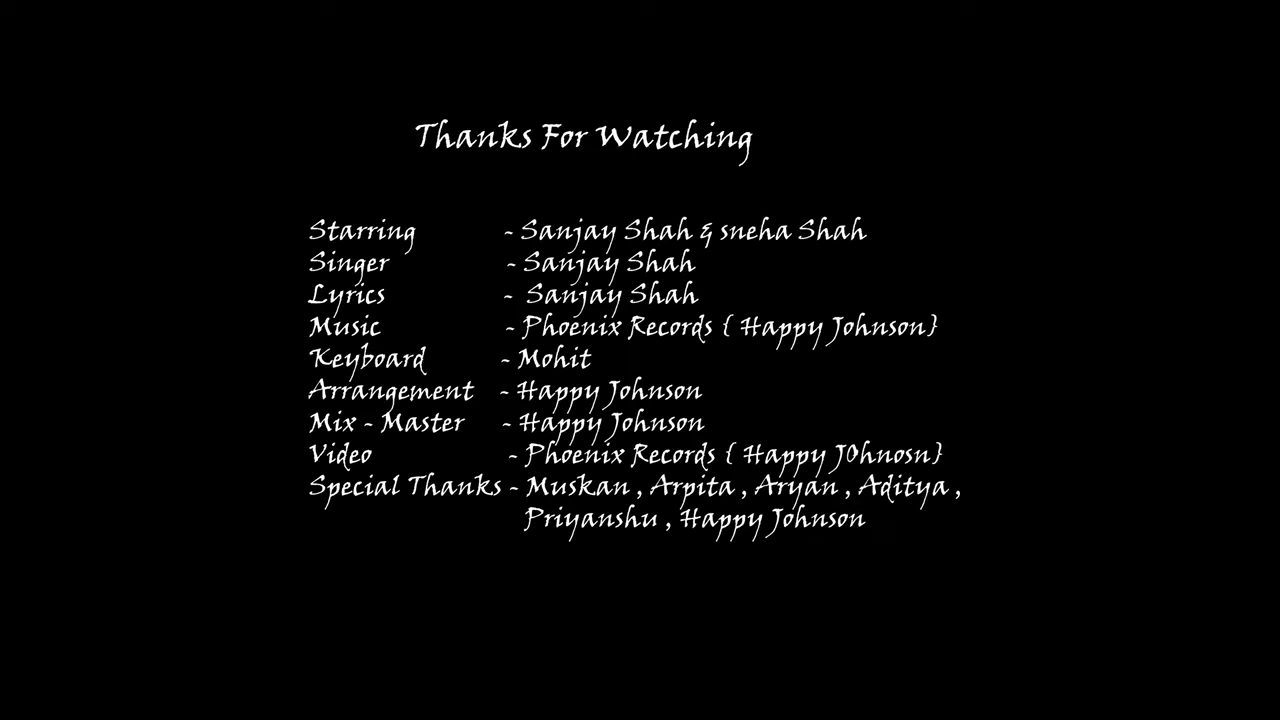 Thanks For Watching
Starring - Sanjay Shah & sneha Shah
Singer - Sanjay Shah
Lyrics - Sanjay Shah
Music - Phoenix Records { Happy Johnson}
Keyboard - Mohit
Arrangement - Happy Johnson
Mix - Master - Happy Johnson
Video - Phoenix Records { Happy JOhnosn}
Special Thanks - Muskan , Arpita , Aryan , Aditya ,
Priyanshu , Happy Johnson